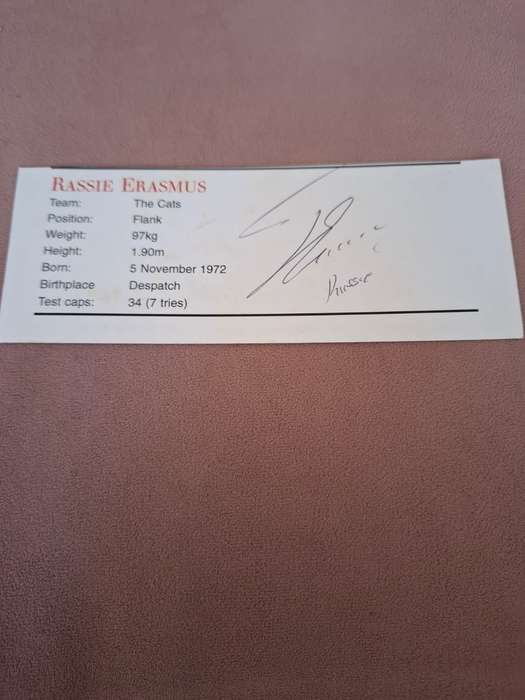 RASSIE ERASMUS
Team: The Cats
Position: Flank
Weight: 97kg
Height: 1.90m
Born: 5 November 1972
Birthplace Despatch
Test caps: 34 (7 tries)
Rassie